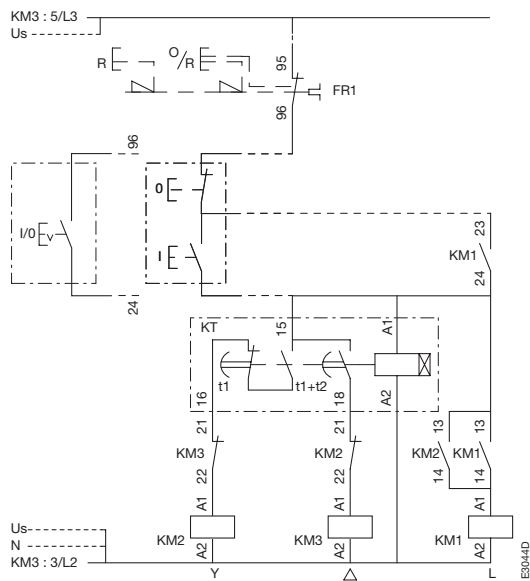 KM3 : 5/L3
Us
O/R
R
R
95
FR1
96
96
I/0
0
I
23
KM1
24
24
KT
15
A1
t1
t1+t2
16
18
A2
21
21
13
13
KM3
KM2
KM2
KM1
22
22
14
14
A1
A1
A1
Us
N
KM2
KM3
KM1
KM3 : 3/L2
A2
A2
A2
Y
Δ
L
E3044D